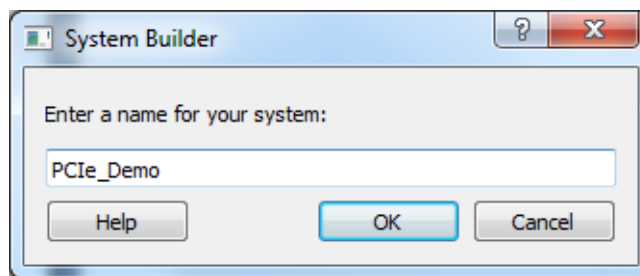 System Builder
Enter a name for your system:
PCIe_Demo
Help OK Cancel